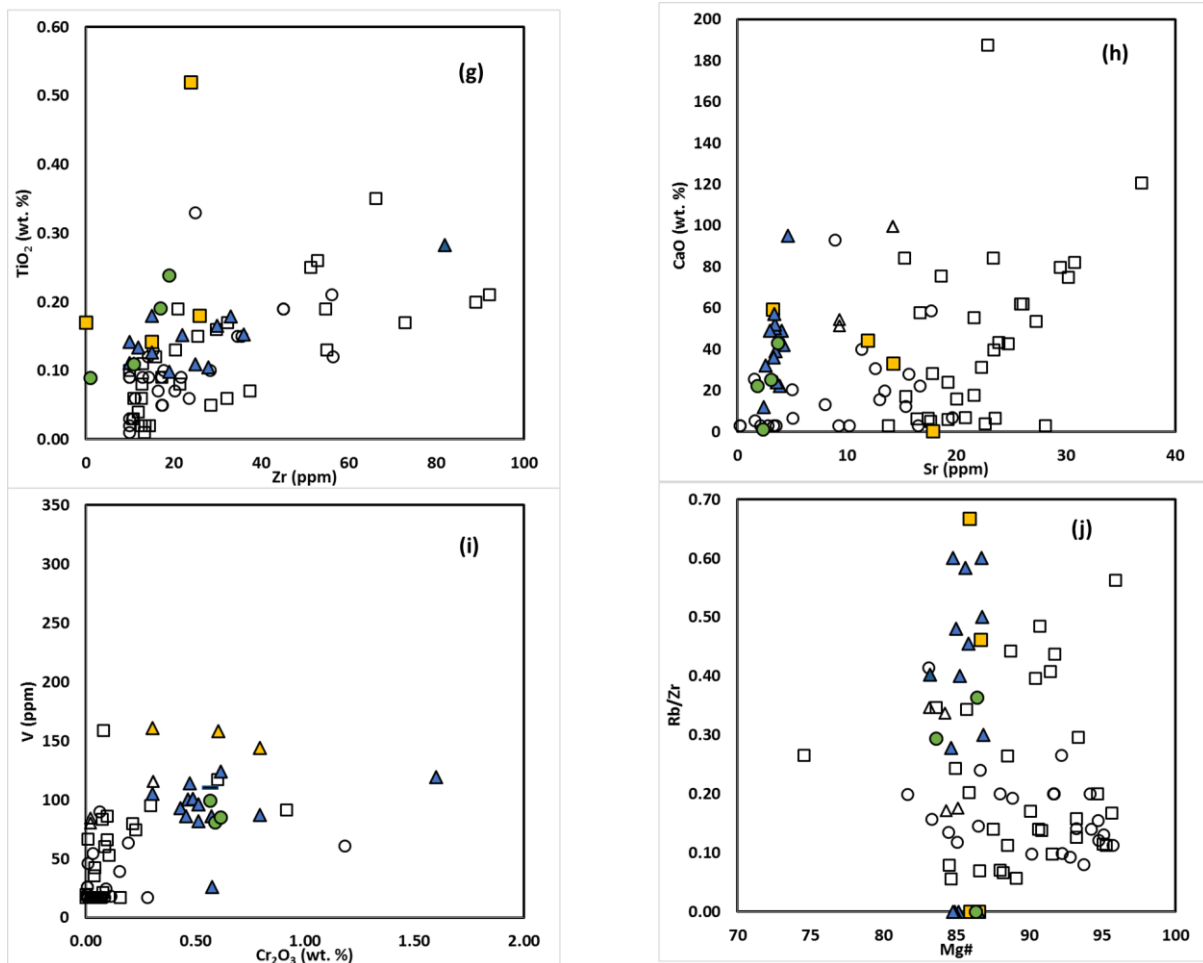 0.60
(g)
0.50
0.40
0.30
0.20
0.10
0.00
TiO₂ (wt. %)
0 20 40 60 80 100
Zr (ppm)
200
(h)
180
160
140
120
100
80
60
40
20
0
CaO (wt. %)
0 10 20 30 40
Sr (ppm)
350
(i)
300
250
200
150
100
50
0
V (ppm)
0.00 0.50 1.00 1.50 2.00
Cr₂O₃ (wt. %)
0.70
(j)
0.60
0.50
0.40
0.30
0.20
0.10
0.00
Rb/Zr
70 80 90 100
Mg#